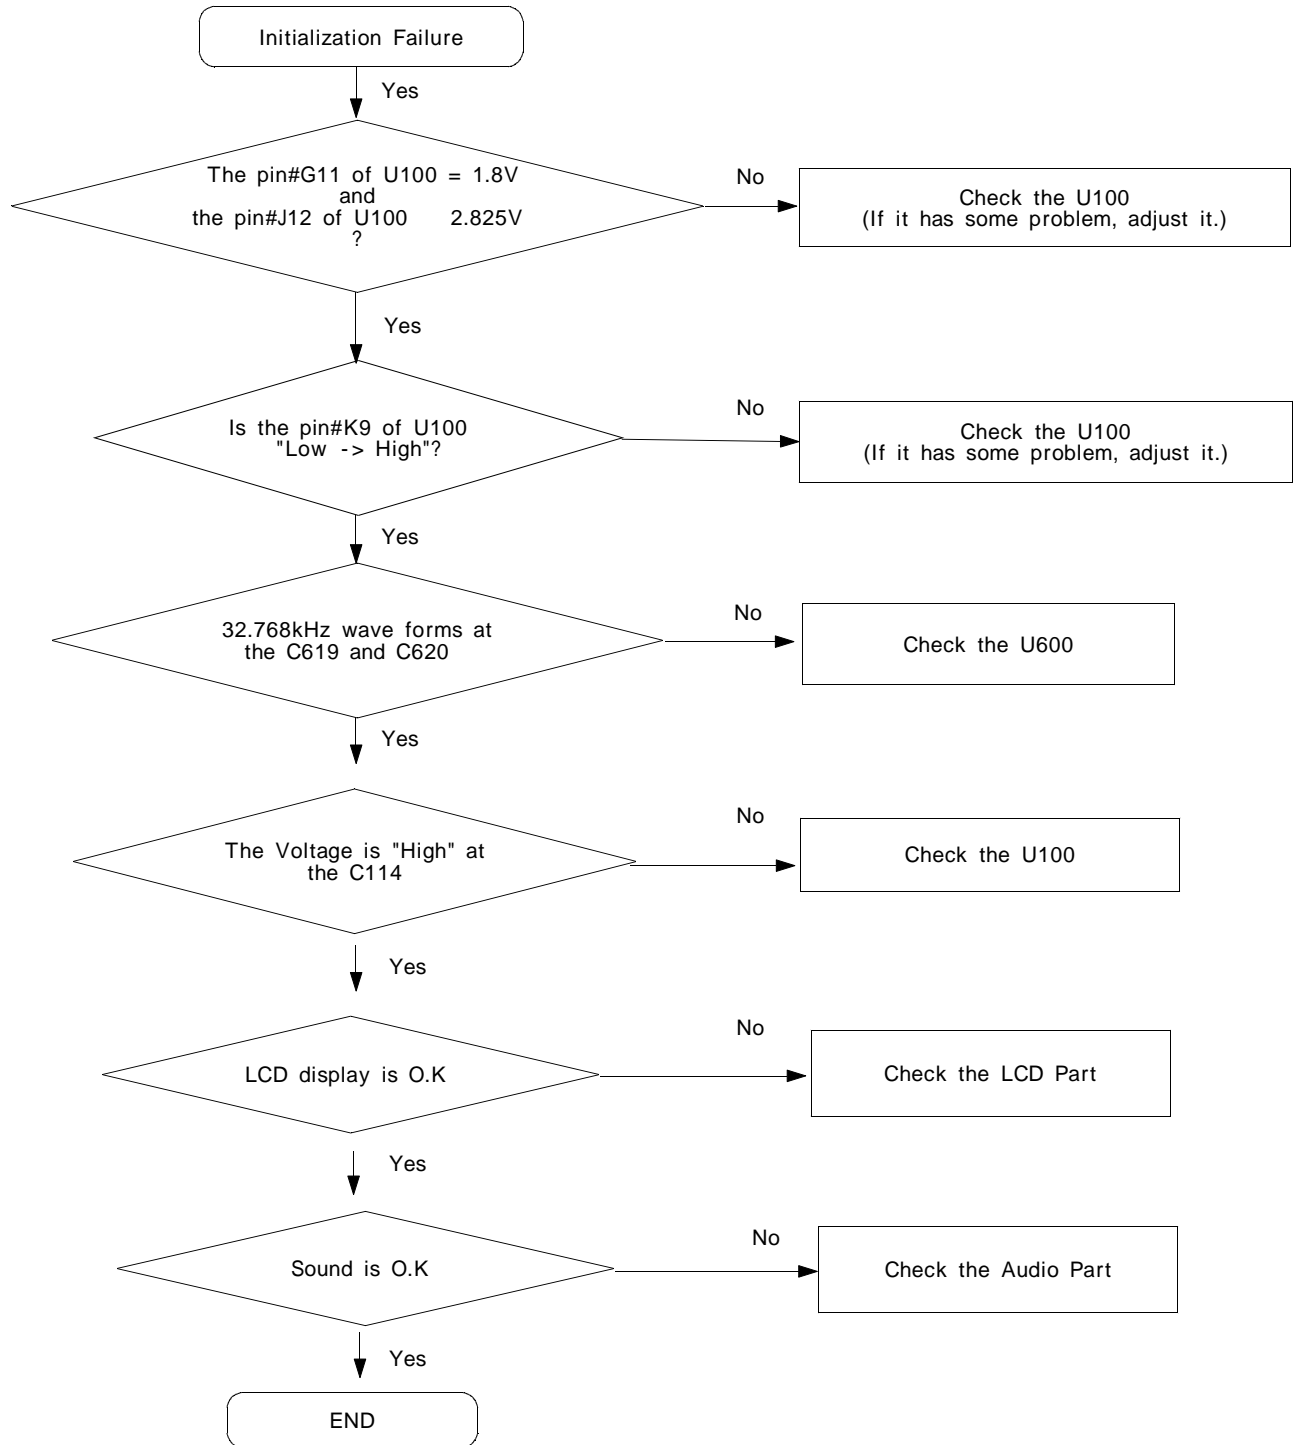 Initialization Failure
Yes
The pin#G11 of U100 = 1.8V
and
the pin#J12 of U100 2.825V
?
No
Check the U100
(If it has some problem, adjust it.)
Yes
Is the pin#K9 of U100
"Low -> High"?
No
Check the U100
(If it has some problem, adjust it.)
Yes
32.768kHz wave forms at
the C619 and C620
No
Check the U600
Yes
The Voltage is "High" at
the C114
No
Check the U100
Yes
LCD display is O.K
No
Check the LCD Part
Yes
Sound is O.K
No
Check the Audio Part
Yes
END